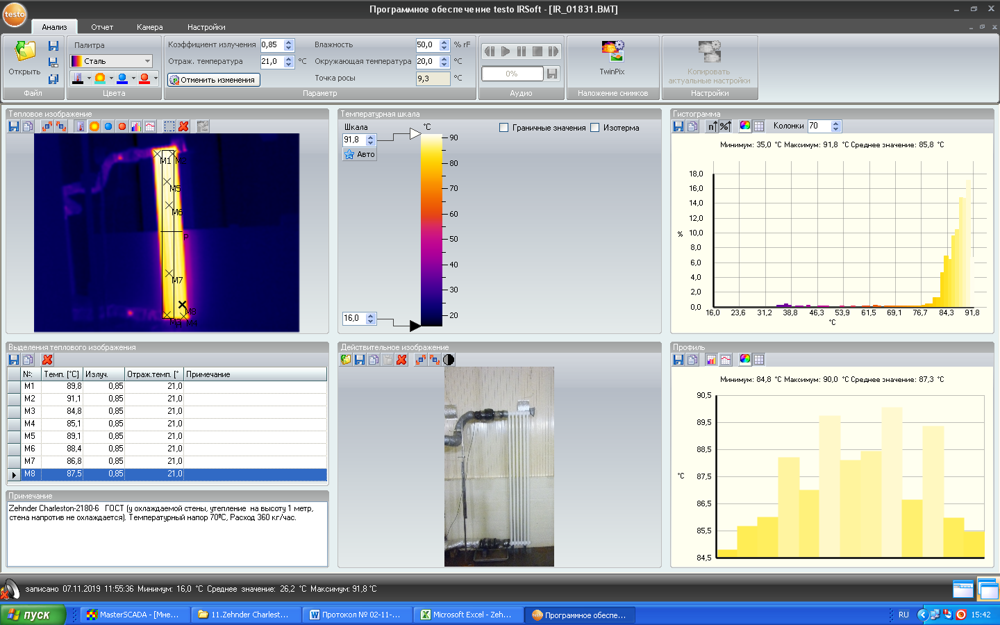 Программное обеспечение testo IRSoft - [IR_01831.BMT]
testo
Анализ Отчет Камера Настройки
Открыть
Файл
Палитра
Сталь
Цвета
Коэффициент излучения 0,85
Отраж. температура 21,0 °C
Отменить изменения
Влажность 50,0 % rF
Окружающая температура 20,0 °C
Точка росы 9,3 °C
Параметр
0%
Аудио
TwinPix
Наложение снимков
Копировать
актуальные настройки
Настройки
Тепловое изображение
M1 M2
M5
M6
P
M7
M8
M4
Температурная шкала
Шкала
91,8
Авто
16,0
°C
90
80
70
60
50
40
30
20
Граничные значения Изотерма
Гистограмма
n %
Колонки 70
Минимум: 35,0 °C Максимум: 91,8 °C Среднее значение: 85,8 °C
18,0
16,0
14,0
12,0
10,0
8,0
6,0
4,0
2,0
0,0
%
16,0 23,6 31,2 38,8 46,3 53,9 61,5 69,1 76,7 84,3 91,8
°C
Выделения теплового изображения
№: Темп. [°C] Излуч. Отраж.темп. [° Примечание
M1 89,8 0,85 21,0
M2 91,1 0,85 21,0
M3 84,8 0,85 21,0
M4 85,1 0,85 21,0
M5 89,1 0,85 21,0
M6 88,4 0,85 21,0
M7 86,8 0,85 21,0
M8 87,5 0,85 21,0
Примечание
Zehnder Charleston-2180-6 ГОСТ (у охлаждаемой стены, утепление на высоту 1 метр,
стена напротив не охлаждается). Температурный напор 70ºС, Расход 360 кг/час.
Действительное изображение
Профиль
Минимум: 84,8 °C Максимум: 90,0 °C Среднее значение: 87,3 °C
90,5
89,5
88,5
87,5
86,5
85,5
84,5
°C
записано 07.11.2019 11:55:36 Минимум: 16,0 °C Среднее значение: 26,2 °C Максимум: 91,8 °C
пуск
MasterSCADA - [Мне...
11.Zehnder Charlest...
Протокол № 02-11-...
Microsoft Excel - Zeh...
Программное обеспе...
RU
15:42